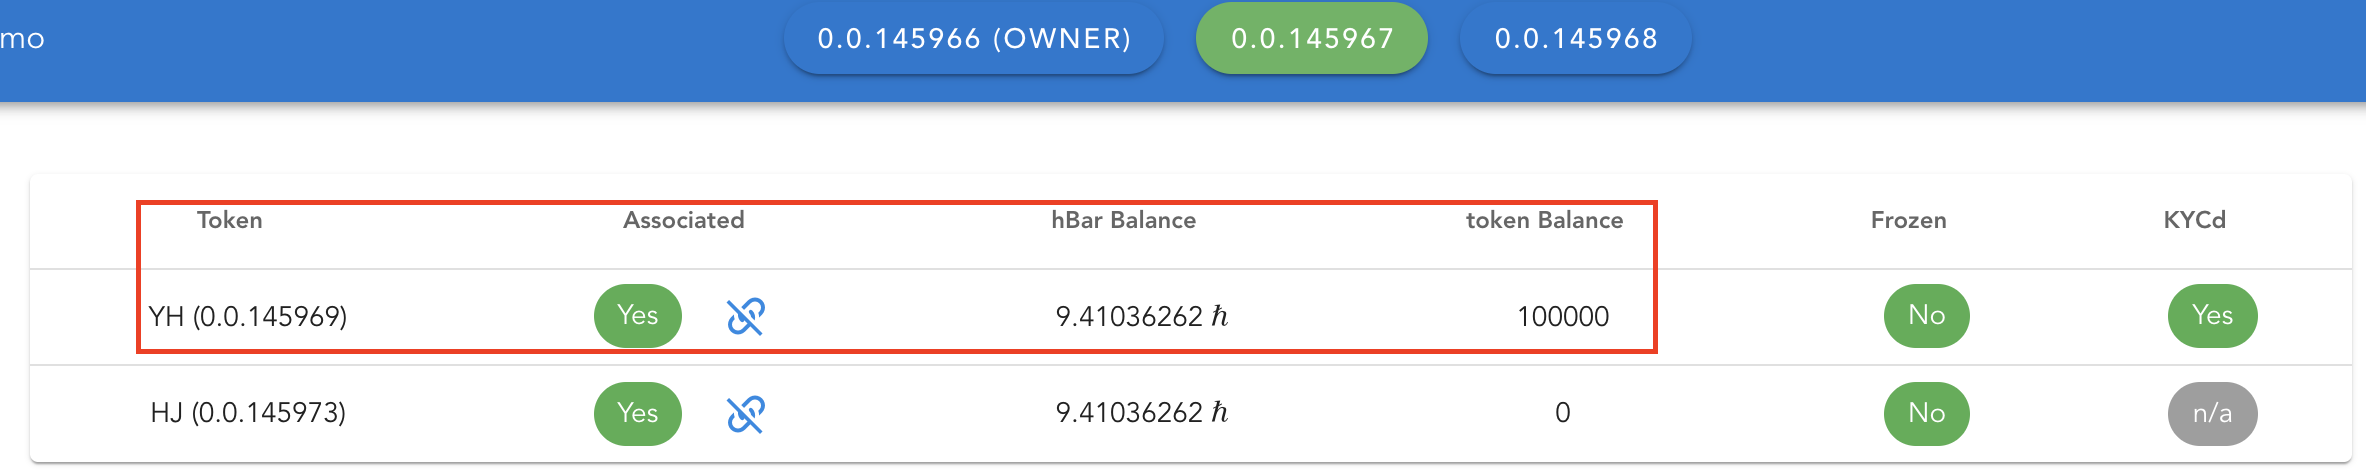 mo 0.0.145966 (OWNER) 0.0.145967 0.0.145968
Token Associated hBar Balance token Balance Frozen KYCd
YH (0.0.145969) Yes 9.41036262 ℏ 100000 No Yes
HJ (0.0.145973) Yes 9.41036262 ℏ 0 No n/a